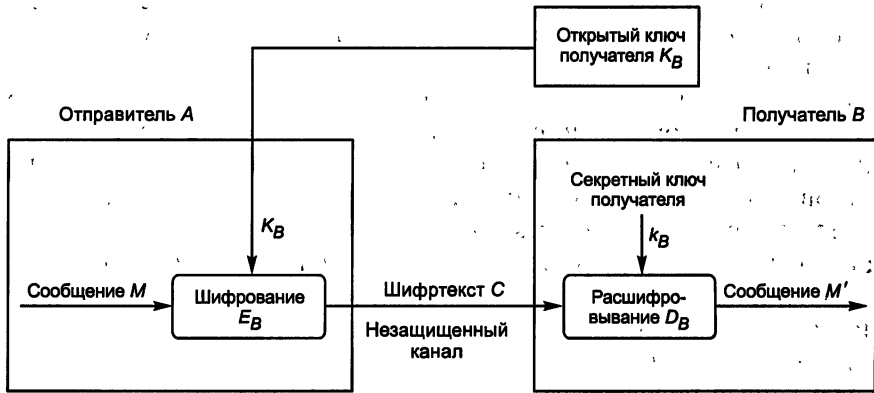 Открытый ключ
получателя K_B
Отправитель A
Получатель B
Секретный ключ
получателя
K_B
k_B
Сообщение M
Шифрование
E_B
Шифртекст C
Незащищенный
канал
Расшифро-
вывание D_B
Сообщение M'